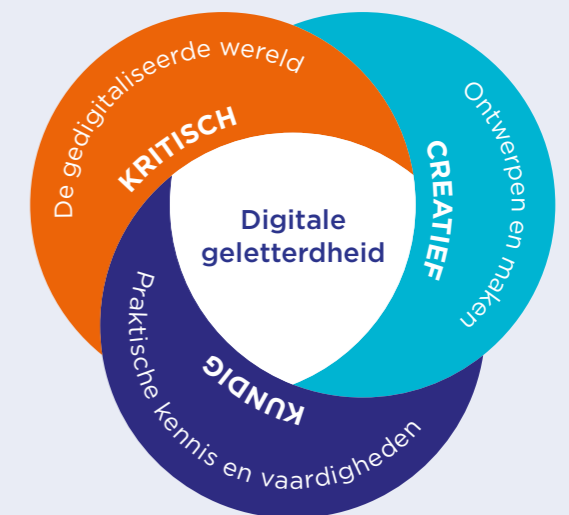 De gedigitaliseerde wereld
KRITISCH
Ontwerpen en maken
CREATIEF
Digitale
geletterdheid
KUNDIG
Praktische kennis en vaardigheden